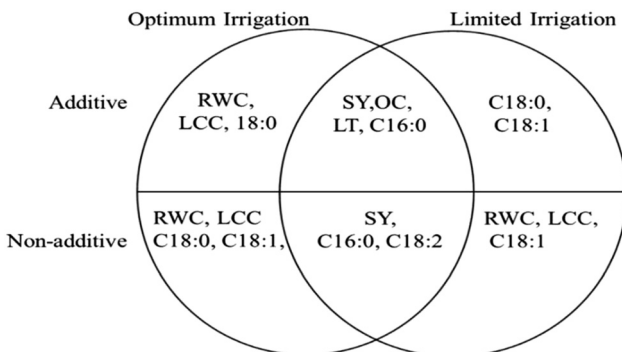 Optimum Irrigation
Limited Irrigation
Additive
RWC,
LCC, 18:0
SY,OC,
LT, C16:0
C18:0,
C18:1
Non-additive
RWC, LCC
C18:0, C18:1,
SY,
C16:0, C18:2
RWC, LCC,
C18:1